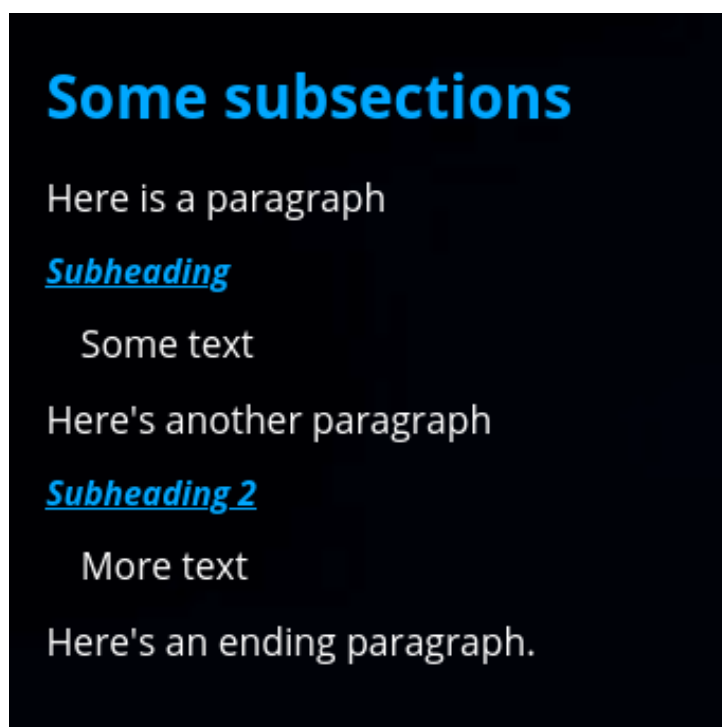 Some subsections
Here is a paragraph
Subheading
Some text
Here's another paragraph
Subheading 2
More text
Here's an ending paragraph.